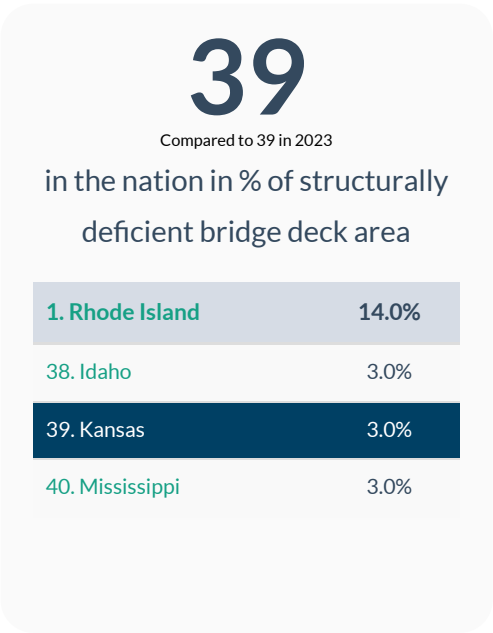 39
Compared to 39 in 2023
in the nation in % of structurally
deficient bridge deck area
1. Rhode Island 14.0%
38. Idaho 3.0%
39. Kansas 3.0%
40. Mississippi 3.0%